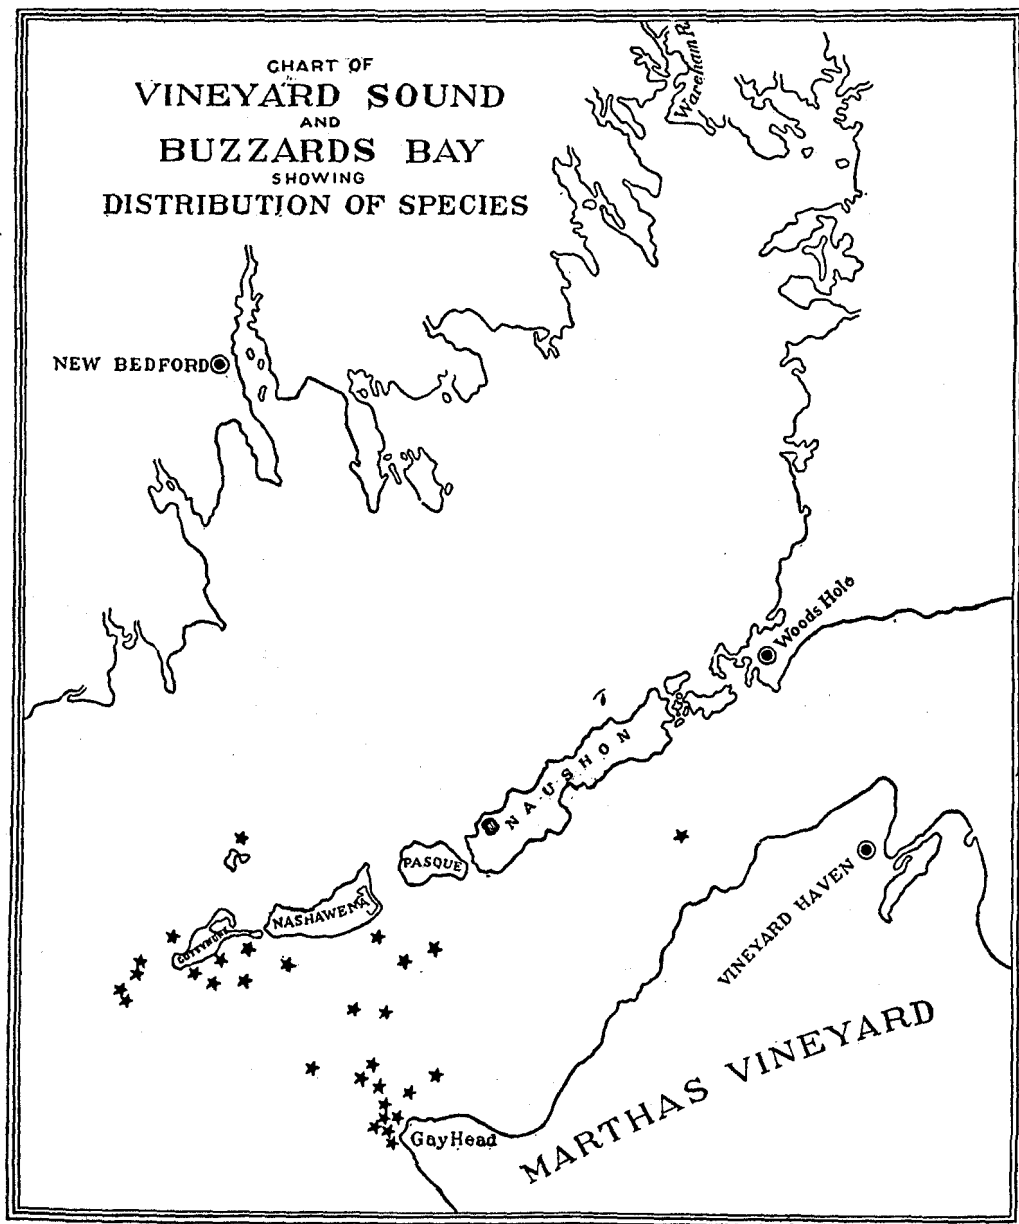 CHART OF
VINEYARD SOUND
AND
BUZZARDS BAY
SHOWING
DISTRIBUTION OF SPECIES
Wareham R
NEW BEDFORD
Woods Hole
NAUSHON
PASQUE
NASHAWENA
CUTTYHUNK
VINEYARD HAVEN
MARTHAS VINEYARD
Gay Head